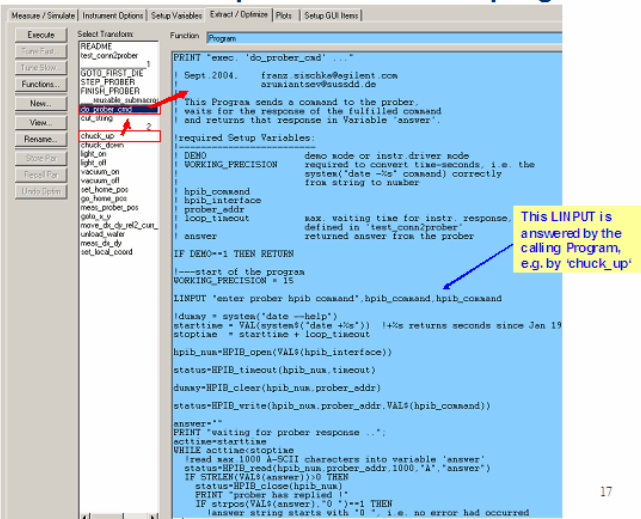 Measure / Simulate Instrument Options Setup Variables Extract / Optimize Plots Setup GUI Items
Execute
Tune Fast...
Tune Slow...
Functions...
New...
View...
Rename...
Store Par
Recall Par
Undo Optim
Select Transform:
README
test_conn2prober
1
GOTO_FIRST_DIE
STEP_PROBER
FINISH_PROBER
__reusable_submacros
do_prober_cmd
cut_string
2
chuck_up
chuck_down
light_on
light_off
vacuum_on
vacuum_off
set_home_pos
go_home_pos
meas_prober_pos
goto_x_y
move_dx_dy_rel2_curr_
unload_wafer
meas_dx_dy
set_local_coord
Function Program
PRINT "exec. 'do_prober_cmd' ..."
! Sept.2004, franz.sischka@agilent.com
! arumiantsev@sussdd.de
!
! This Program sends a command to the prober,
! waits for the response of the fulfilled command
! and returns that response in Variable 'answer'.
!required Setup Variables:
!------------------------
! DEMO demo mode or instr.driver mode
! WORKING_PRECISION required to convert time-seconds, i.e. the
! system("date -%s" command) correctly
! from string to number
! hpib_command
! hpib_interface
! prober_addr
! loop_timeout max. waiting time for instr. response,
! defined in 'test_conn2prober'
! answer returned answer from the prober
IF DEMO==1 THEN RETURN
!---start of the program
WORKING_PRECISION = 15
LINPUT "enter prober hpib command",hpib_command,hpib_command
!dummy = system("date --help")
starttime = VAL(system$("date +%s")) !+%s returns seconds since Jan 19
stoptime = starttime + loop_timeout
hpib_num=HPIB_open(VAL$(hpib_interface))
status=HPIB_timeout(hpib_num,timeout)
dummy=HPIB_clear(hpib_num,prober_addr)
status=HPIB_write(hpib_num,prober_addr,VAL$(hpib_command))
answer=""
PRINT "waiting for prober response ..";
acttime=starttime
WHILE acttime<stoptime
!read max.1000 A-SCII characters into variable 'answer'
status=HPIB_read(hpib_num,prober_addr,1000,"A","answer")
IF STRLEN(VAL$(answer))>0 THEN
status=HPIB_close(hpib_num)
PRINT "prober has replied !"
IF strpos(VAL$(answer),"0 ")==1 THEN
!answer string starts with "0 ", i.e. no error had occurred
This LINPUT is
answered by the
calling Program,
e.g. by 'chuck_up'
17